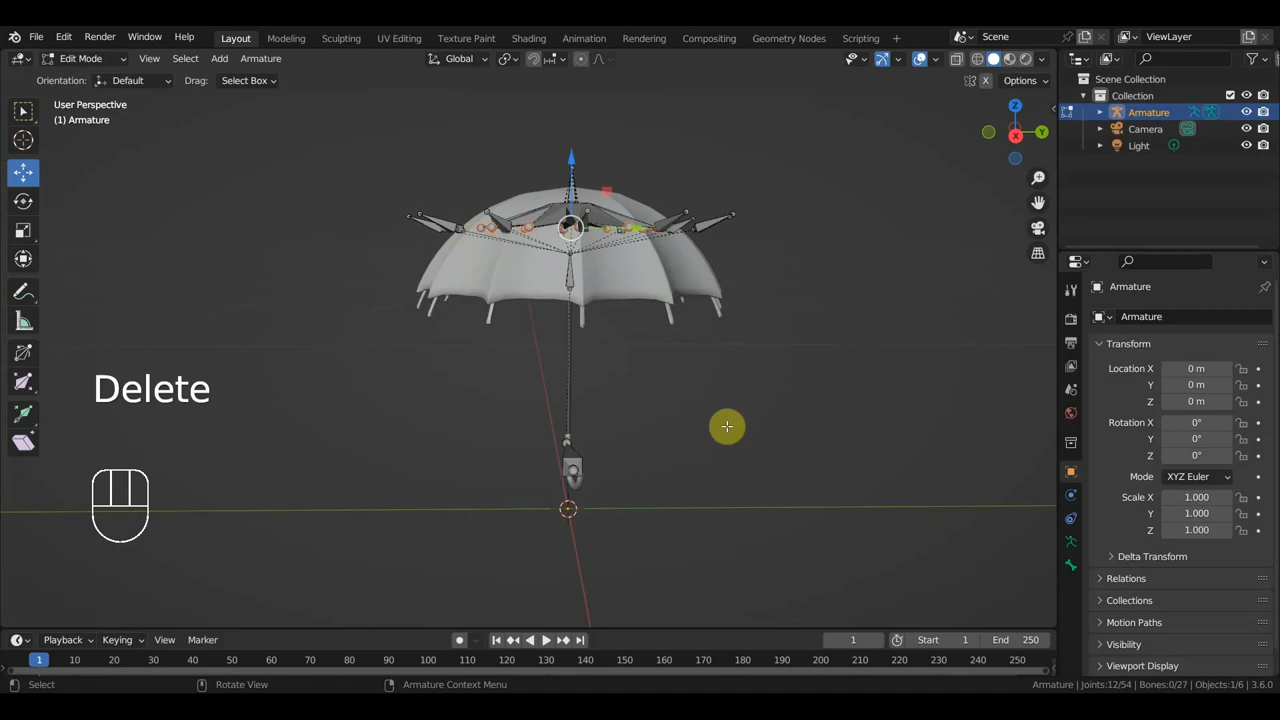 File Edit Render Window Help Layout Modeling Sculpting UV Editing Texture Paint Shading Animation Rendering Compositing Geometry Nodes Scripting + Scene ViewLayer
Edit Mode View Select Add Armature Global X Options
Orientation: Default Drag: Select Box
User Perspective
(1) Armature
Z
Y
X
Scene Collection
Collection
Armature
Camera
Light
Delete
Armature
Armature
Transform
Location X 0 m
Y 0 m
Z 0 m
Rotation X 0°
Y 0°
Z 0°
Mode XYZ Euler
Scale X 1.000
Y 1.000
Z 1.000
Delta Transform
Relations
Collections
Motion Paths
Visibility
Viewport Display
Playback Keying View Marker 1 Start 1 End 250
1 10 20 30 40 50 60 70 80 90 100 110 120 130 140 150 160 170 180 190 200 210 220 230 240 250
Select Rotate View Armature Context Menu Armature | Joints:12/54 | Bones:0/27 | Objects:1/6 | 3.6.0